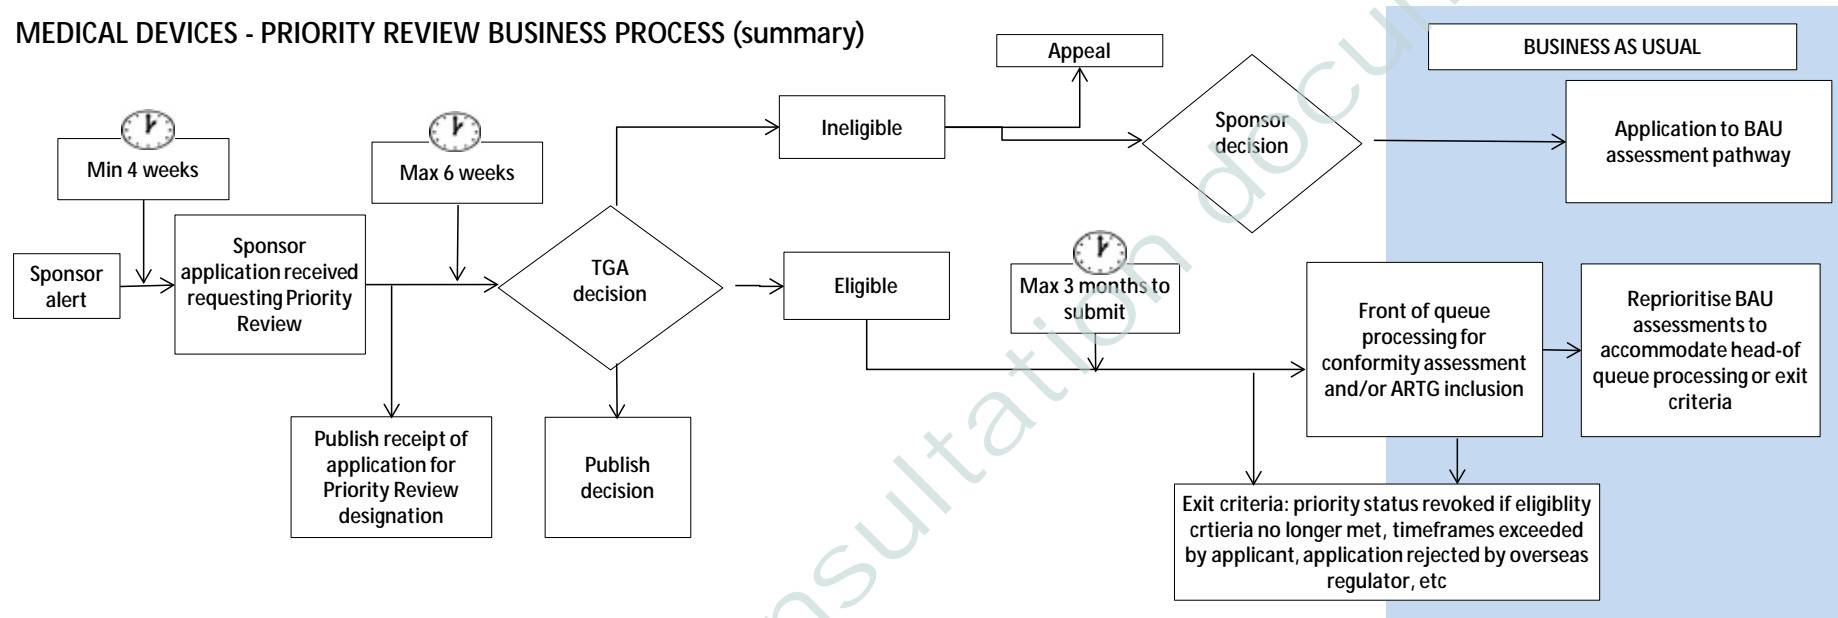 MEDICAL DEVICES - PRIORITY REVIEW BUSINESS PROCESS (summary)
BUSINESS AS USUAL
Appeal
Ineligible
Sponsor
decision
Application to BAU
assessment pathway
Min 4 weeks
Max 6 weeks
Sponsor
alert
Sponsor
application received
requesting Priority
Review
TGA
decision
Eligible
Max 3 months to
submit
Front of queue
processing for
conformity assessment
and/or ARTG inclusion
Reprioritise BAU
assessments to
accommodate head-of
queue processing or exit
criteria
Publish receipt of
application for
Priority Review
designation
Publish
decision
Exit criteria: priority status revoked if eligiblity
crtieria no longer met, timeframes exceeded
by applicant, application rejected by overseas
regulator, etc